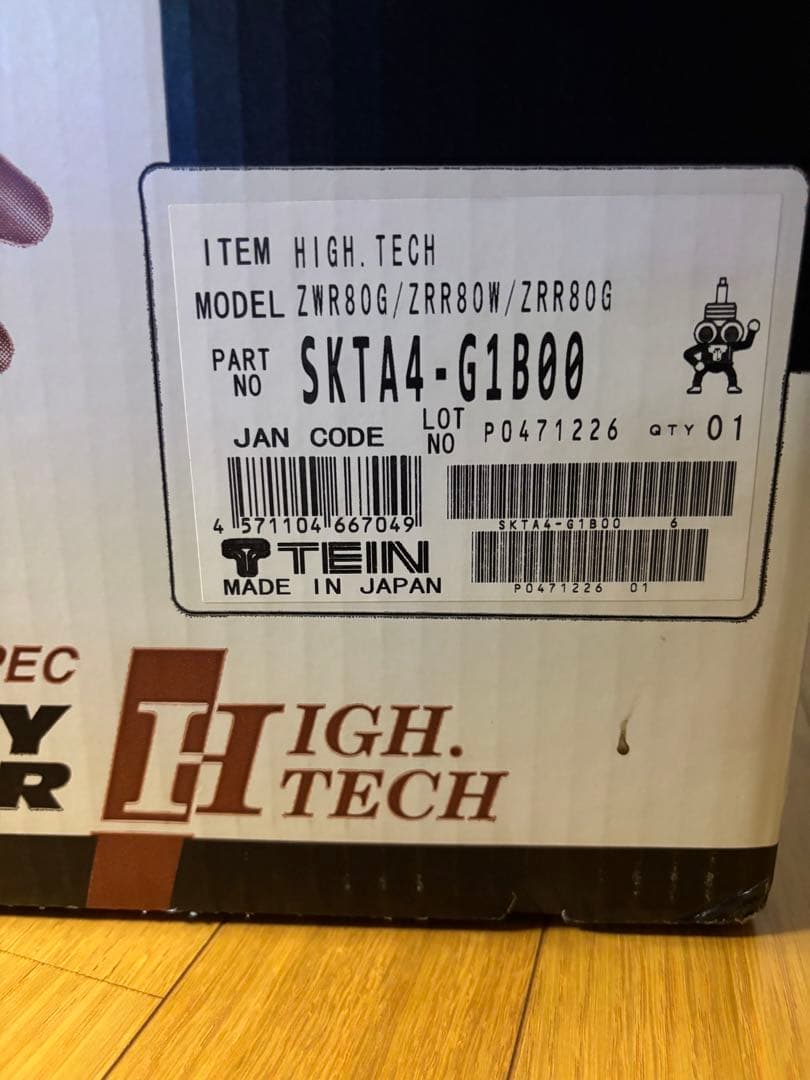 ITEM HIGH.TECH
MODEL ZWR80G/ZRR80W/ZRR80G
PART NO SKTA4-G1B00
JAN CODE LOT NO P0471226 QTY 01
4 571104 667049
SKTA4-G1B00 6
TEIN
MADE IN JAPAN
P0471226 01
PEC
Y
R
HIGH.
TECH